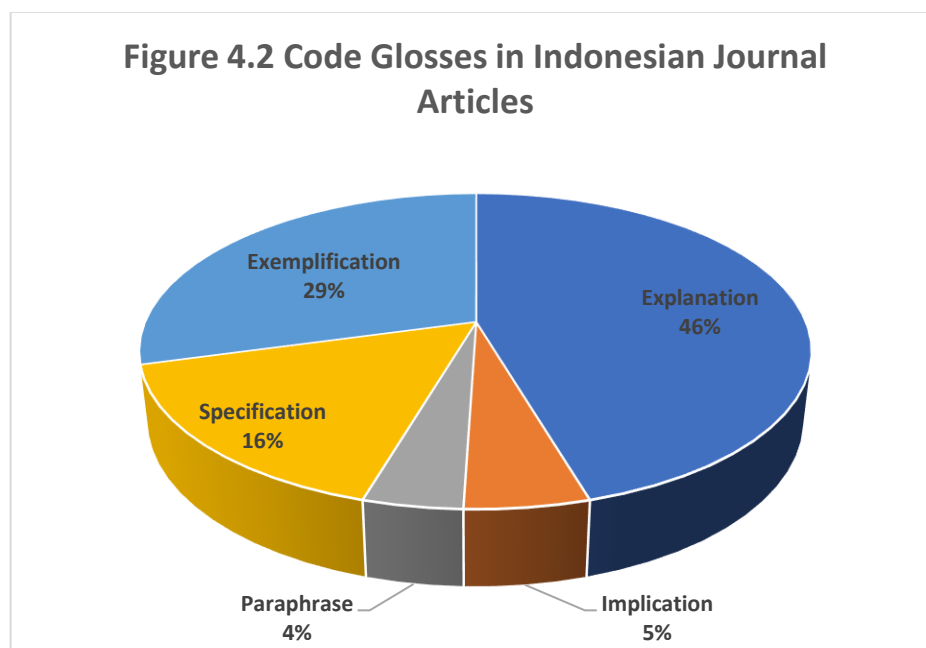 Figure 4.2 Code Glosses in Indonesian Journal
Articles
Exemplification
29%
Explanation
46%
Specification
16%
Paraphrase
4%
Implication
5%